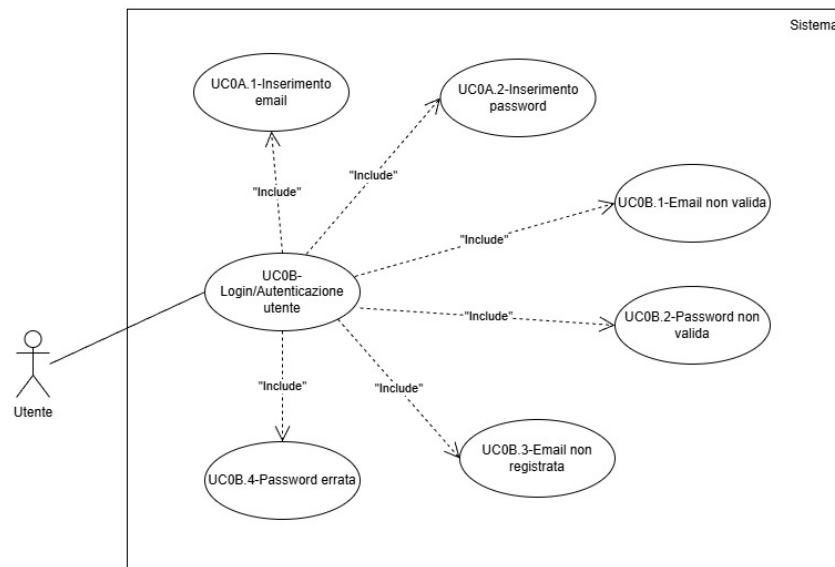 Sistema
UC0A.1-Inserimento
email
UC0A.2-Inserimento
password
"Include"
"Include"
UC0B.1-Email non valida
"Include"
UC0B-
Login/Autenticazione
utente
"Include"
UC0B.2-Password non
valida
Utente
"Include"
"Include"
UC0B.3-Email non
registrata
UC0B.4-Password errata